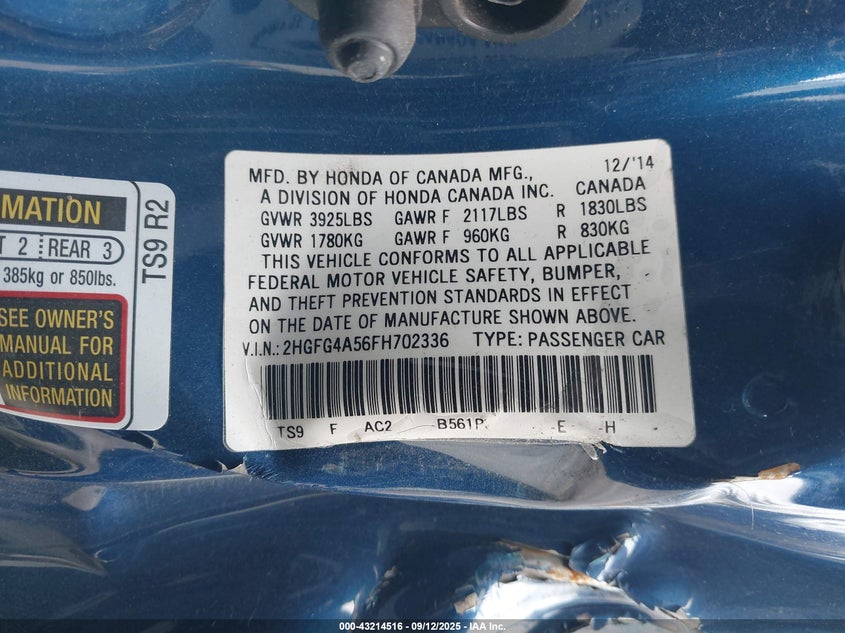 MFD. BY HONDA OF CANADA MFG., 12/'14
A DIVISION OF HONDA CANADA INC. CANADA
GVWR 3925LBS GAWR F 2117LBS R 1830LBS
GVWR 1780KG GAWR F 960KG R 830KG
THIS VEHICLE CONFORMS TO ALL APPLICABLE
FEDERAL MOTOR VEHICLE SAFETY, BUMPER,
AND THEFT PREVENTION STANDARDS IN EFFECT
ON THE DATE OF MANUFACTURE SHOWN ABOVE.
V.I.N.: 2HGFG4A56FH702336 TYPE: PASSENGER CAR
TS9 F AC2 B561P E H
MATION
T 2 REAR 3
385kg or 850lbs.
SEE OWNER'S
MANUAL FOR
ADDITIONAL
INFORMATION
TS9 R2
000-43214516 - 09/12/2025 - IAA Inc.